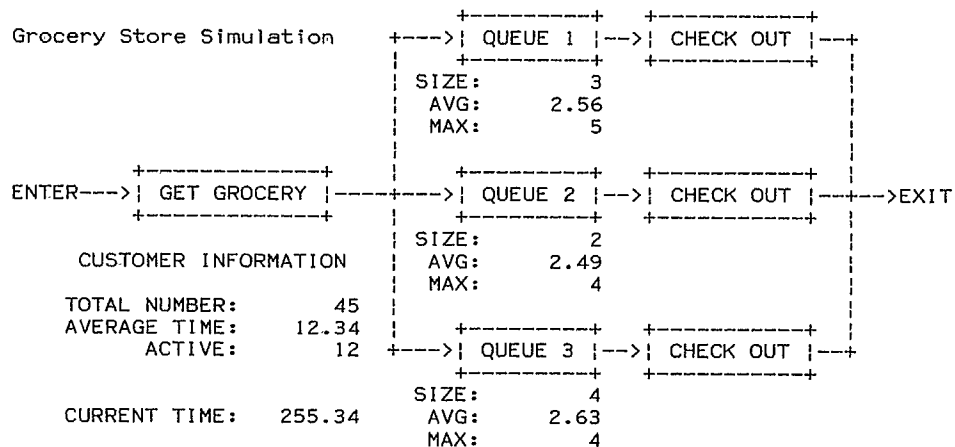 Grocery Store Simulation
QUEUE 1 CHECK OUT
SIZE: 3
AVG: 2.56
MAX: 5
ENTER--->| GET GROCERY |--- QUEUE 2 CHECK OUT --->EXIT
SIZE: 2
CUSTOMER INFORMATION AVG: 2.49
MAX: 4
TOTAL NUMBER: 45
AVERAGE TIME: 12.34
ACTIVE: 12 QUEUE 3 CHECK OUT
SIZE: 4
CURRENT TIME: 255.34 AVG: 2.63
MAX: 4